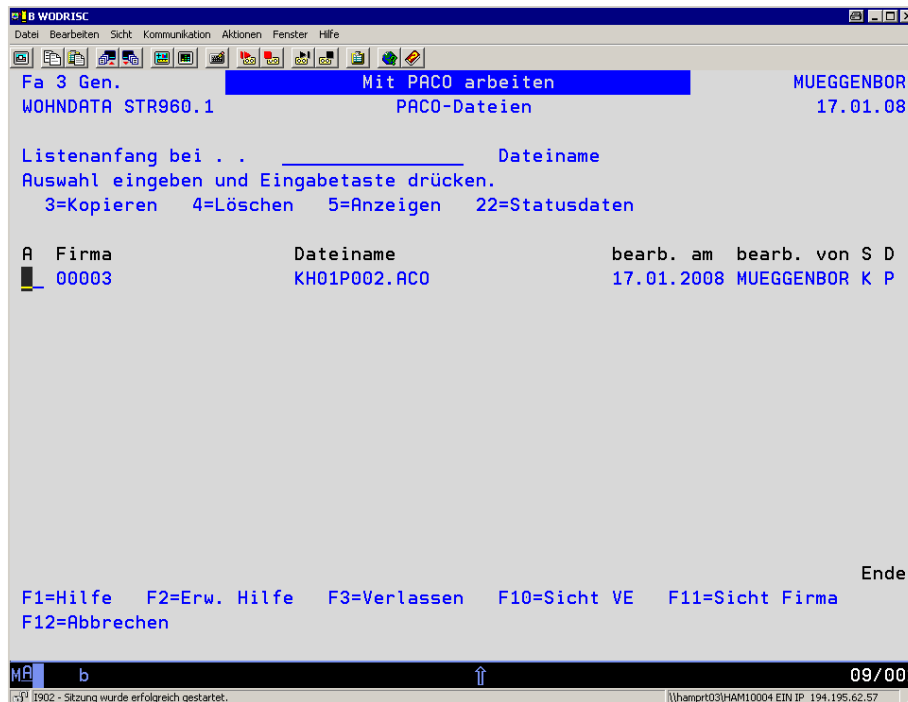 B WODRISC
Datei Bearbeiten Sicht Kommunikation Aktionen Fenster Hilfe
Fa 3 Gen. Mit PACO arbeiten MUEGGENBOR
WOHNDATA STR960.1 PACO-Dateien 17.01.08
Listenanfang bei . . Dateiname
Auswahl eingeben und Eingabetaste drücken.
3=Kopieren 4=Löschen 5=Anzeigen 22=Statusdaten
A Firma Dateiname bearb. am bearb. von S D
00003 KH01P002.ACO 17.01.2008 MUEGGENBOR K P
Ende
F1=Hilfe F2=Erw. Hilfe F3=Verlassen F10=Sicht VE F11=Sicht Firma
F12=Abbrechen
MA b 09/00
I902 - Sitzung wurde erfolgreich gestartet. \\hamprt03\HAM10004 EIN IP 194.195.62.57